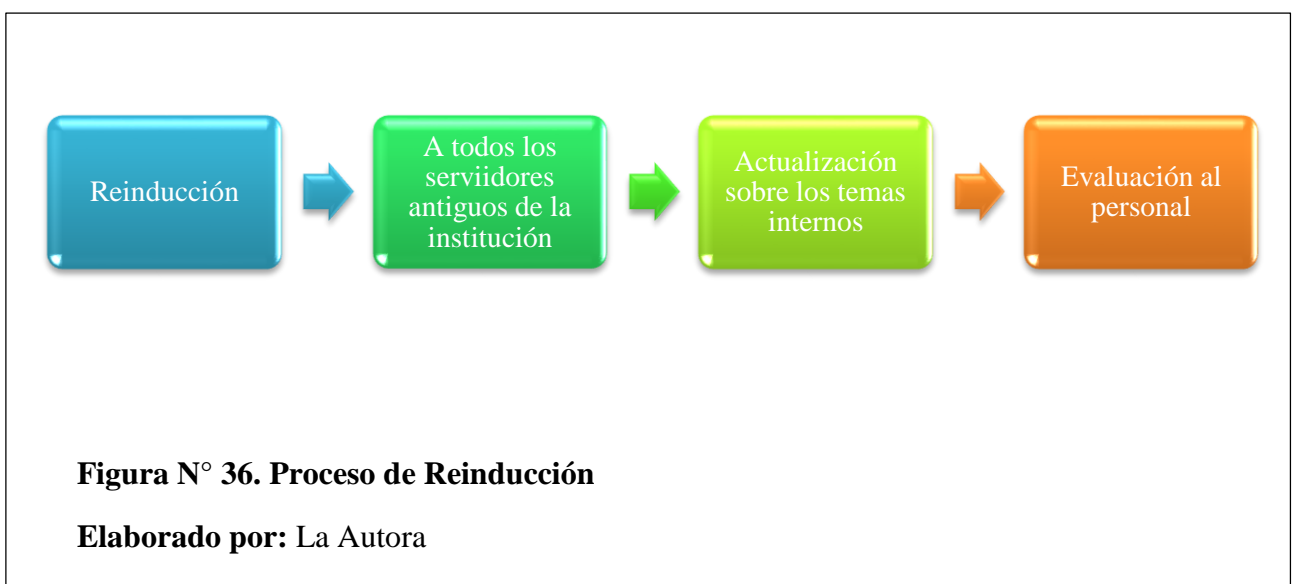 Reinducción
A todos los
serviidores
antiguos de la
institución
Actualización
sobre los temas
internos
Evaluación al
personal
Figura N° 36. Proceso de Reinducción
Elaborado por: La Autora